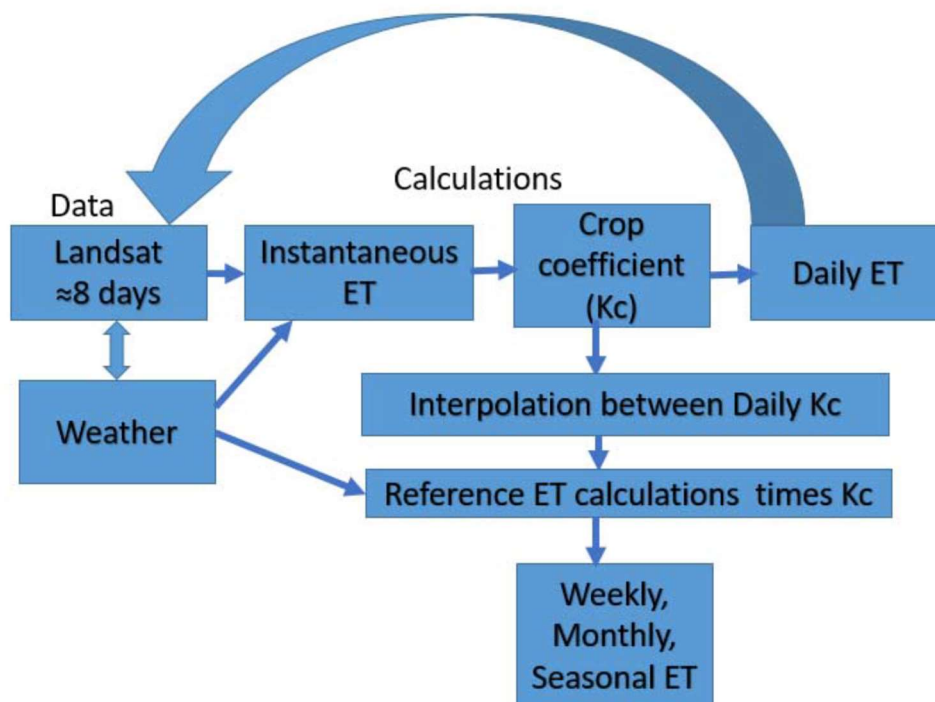 Calculations
Data
Landsat
≈8 days
Instantaneous
ET
Crop
coefficient
(Kc)
Daily ET
Weather
Interpolation between Daily Kc
Reference ET calculations times Kc
Weekly,
Monthly,
Seasonal ET